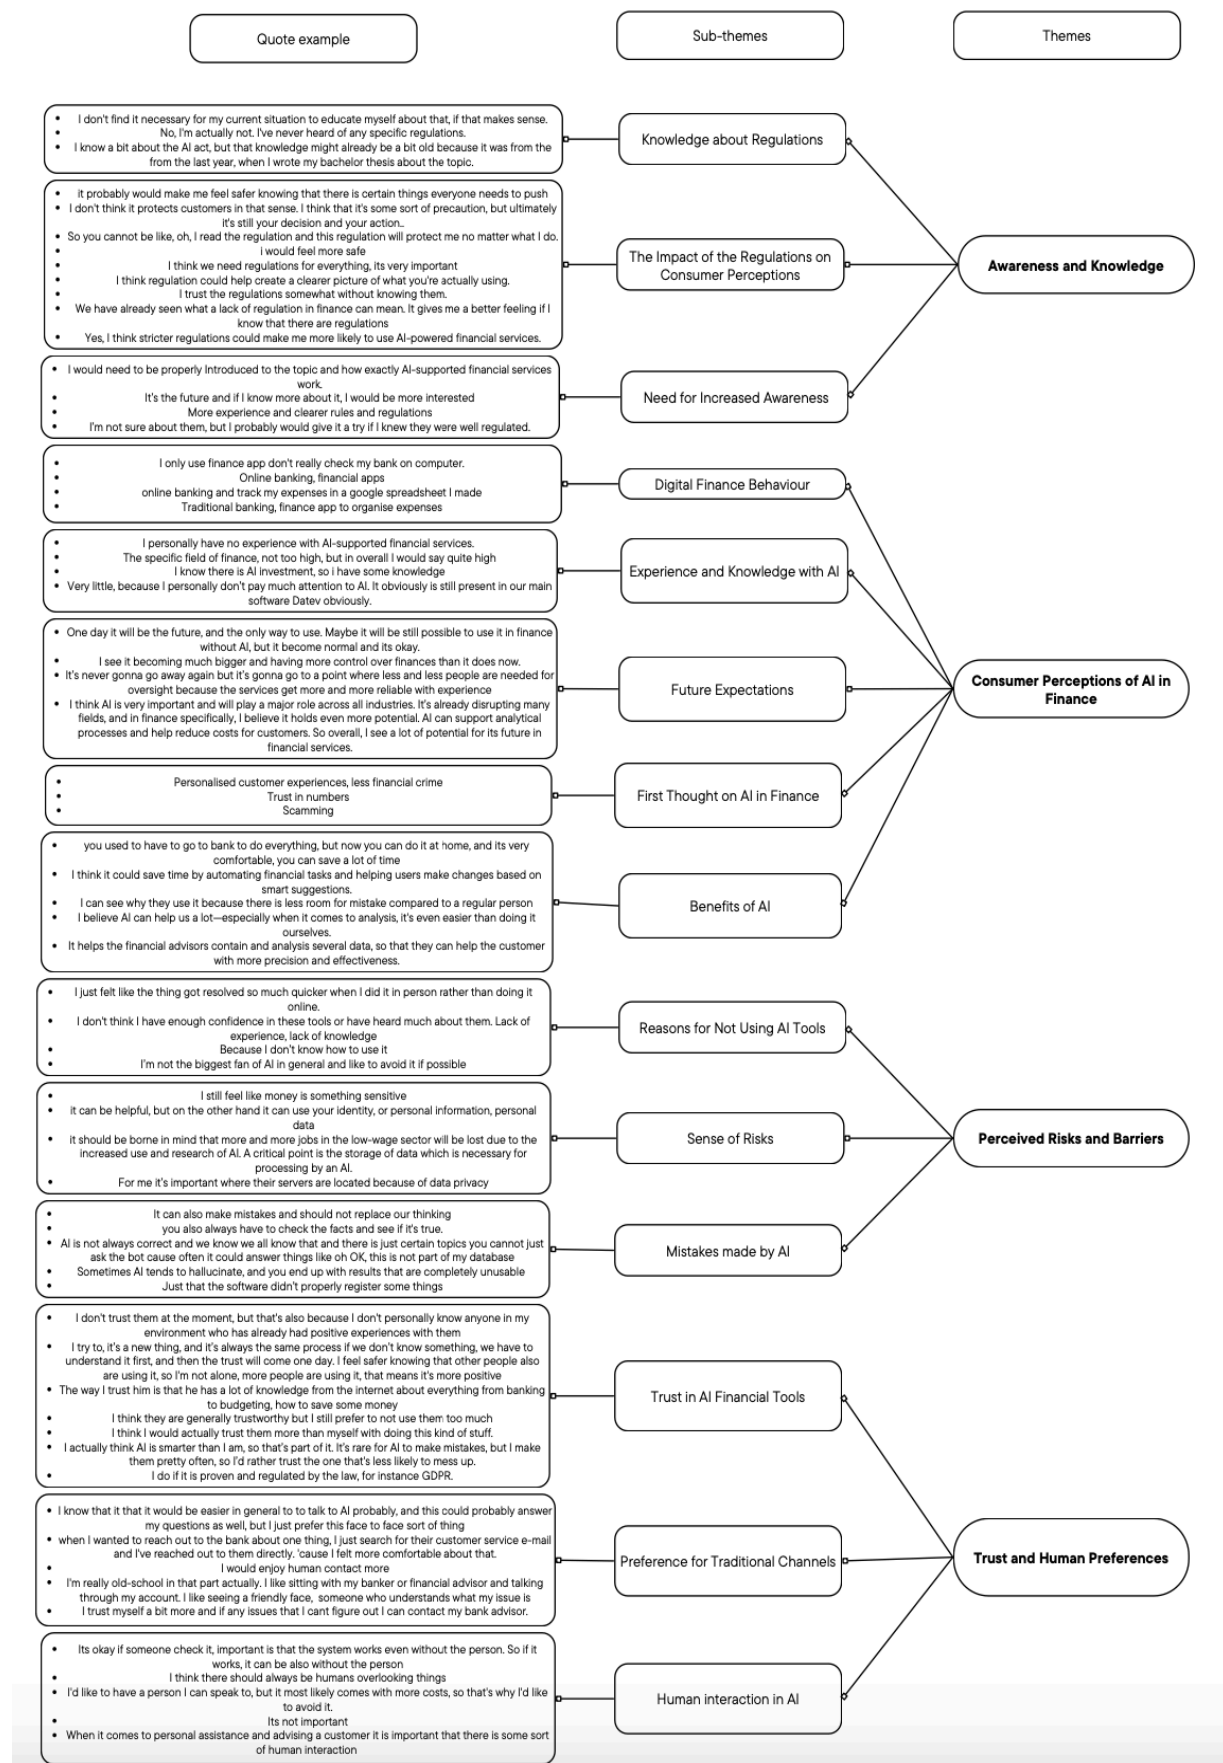 Quote example
Sub-themes
Themes
• I don't find it necessary for my current situation to educate myself about that, if that makes sense.
• No, I'm actually not. I've never heard of any specific regulations.
• I know a bit about the AI act, but that knowledge might already be a bit old because it was from the
from the last year, when I wrote my bachelor thesis about the topic.
Knowledge about Regulations
• it probably would make me feel safer knowing that there is certain things everyone needs to push
• I don't think it protects customers in that sense. I think that it's some sort of precaution, but ultimately
it's still your decision and your action..
• So you cannot be like, oh, I read the regulation and this regulation will protect me no matter what I do.
• i would feel more safe
• I think we need regulations for everything, its very important
• I think regulation could help create a clearer picture of what you're actually using.
• I trust the regulations somewhat without knowing them.
• We have already seen what a lack of regulation in finance can mean. It gives me a better feeling if I
know that there are regulations
• Yes, I think stricter regulations could make me more likely to use AI-powered financial services.
The Impact of the Regulations on
Consumer Perceptions
Awareness and Knowledge
• I would need to be properly Introduced to the topic and how exactly AI-supported financial services
work.
• It's the future and if I know more about it, I would be more interested
• More experience and clearer rules and regulations
• I'm not sure about them, but I probably would give it a try if I knew they were well regulated.
Need for Increased Awareness
• I only use finance app don't really check my bank on computer.
• Online banking, financial apps
• online banking and track my expenses in a google spreadsheet I made
• Traditional banking, finance app to organise expenses
Digital Finance Behaviour
• I personally have no experience with AI-supported financial services.
• The specific field of finance, not too high, but in overall I would say quite high
• I know there is AI investment, so i have some knowledge
• Very little, because I personally don't pay much attention to AI. It obviously is still present in our main
software Datev obviously.
Experience and Knowledge with AI
• One day it will be the future, and the only way to use. Maybe it will be still possible to use it in finance
without AI, but it become normal and its okay.
• I see it becoming much bigger and having more control over finances than it does now.
• It's never gonna go away again but it's gonna go to a point where less and less people are needed for
oversight because the services get more and more reliable with experience
• I think AI is very important and will play a major role across all industries. It's already disrupting many
fields, and in finance specifically, I believe it holds even more potential. AI can support analytical
processes and help reduce costs for customers. So overall, I see a lot of potential for its future in
financial services.
Future Expectations
Consumer Perceptions of AI in
Finance
• Personalised customer experiences, less financial crime
• Trust in numbers
• Scamming
First Thought on AI in Finance
• you used to have to go to bank to do everything, but now you can do it at home, and its very
comfortable, you can save a lot of time
• I think it could save time by automating financial tasks and helping users make changes based on
smart suggestions.
• I can see why they use it because there is less room for mistake compared to a regular person
• I believe AI can help us a lot—especially when it comes to analysis, it's even easier than doing it
ourselves.
• It helps the financial advisors contain and analysis several data, so that they can help the customer
with more precision and effectiveness.
Benefits of AI
• I just felt like the thing got resolved so much quicker when I did it in person rather than doing it
online.
• I don't think I have enough confidence in these tools or have heard much about them. Lack of
experience, lack of knowledge
• Because I don't know how to use it
• I'm not the biggest fan of AI in general and like to avoid it if possible
Reasons for Not Using AI Tools
• I still feel like money is something sensitive
• it can be helpful, but on the other hand it can use your identity, or personal information, personal
data
• it should be borne in mind that more and more jobs in the low-wage sector will be lost due to the
increased use and research of AI. A critical point is the storage of data which is necessary for
processing by an AI.
• For me it's important where their servers are located because of data privacy
Sense of Risks
Perceived Risks and Barriers
• It can also make mistakes and should not replace our thinking
• you also always have to check the facts and see if it's true.
• AI is not always correct and we know we all know that and there is just certain topics you cannot just
ask the bot cause often it could answer things like oh OK, this is not part of my database
• Sometimes AI tends to hallucinate, and you end up with results that are completely unusable
• Just that the software didn't properly register some things
Mistakes made by AI
• I don't trust them at the moment, but that's also because I don't personally know anyone in my
environment who has already had positive experiences with them
• I try to, it's a new thing, and it's always the same process if we don't know something, we have to
understand it first, and then the trust will come one day. I feel safer knowing that other people also
are using it, so I'm not alone, more people are using it, that means it's more positive
• The way I trust him is that he has a lot of knowledge from the internet about everything from banking
to budgeting, how to save some money
• I think they are generally trustworthy but I still prefer to not use them too much
• I think I would actually trust them more than myself with doing this kind of stuff.
• I actually think AI is smarter than I am, so that's part of it. It's rare for AI to make mistakes, but I make
them pretty often, so I'd rather trust the one that's less likely to mess up.
• I do if it is proven and regulated by the law, for instance GDPR.
Trust in AI Financial Tools
• I know that it that it would be easier in general to to talk to AI probably, and this could probably answer
my questions as well, but I just prefer this face to face sort of thing
• when I wanted to reach out to the bank about one thing, I just search for their customer service e-mail
and I've reached out to them directly. 'cause I felt more comfortable about that.
• I would enjoy human contact more
• I'm really old-school in that part actually. I like sitting with my banker or financial advisor and talking
through my account. I like seeing a friendly face, someone who understands what my issue is
• I trust myself a bit more and if any issues that I cant figure out I can contact my bank advisor.
Preference for Traditional Channels
Trust and Human Preferences
• Its okay if someone check it, important is that the system works even without the person. So if it
works, it can be also without the person
• I think there should always be humans overlooking things
• I'd like to have a person I can speak to, but it most likely comes with more costs, so that's why I'd like
to avoid it.
• Its not important
• When it comes to personal assistance and advising a customer it is important that there is some sort
of human interaction
Human interaction in AI